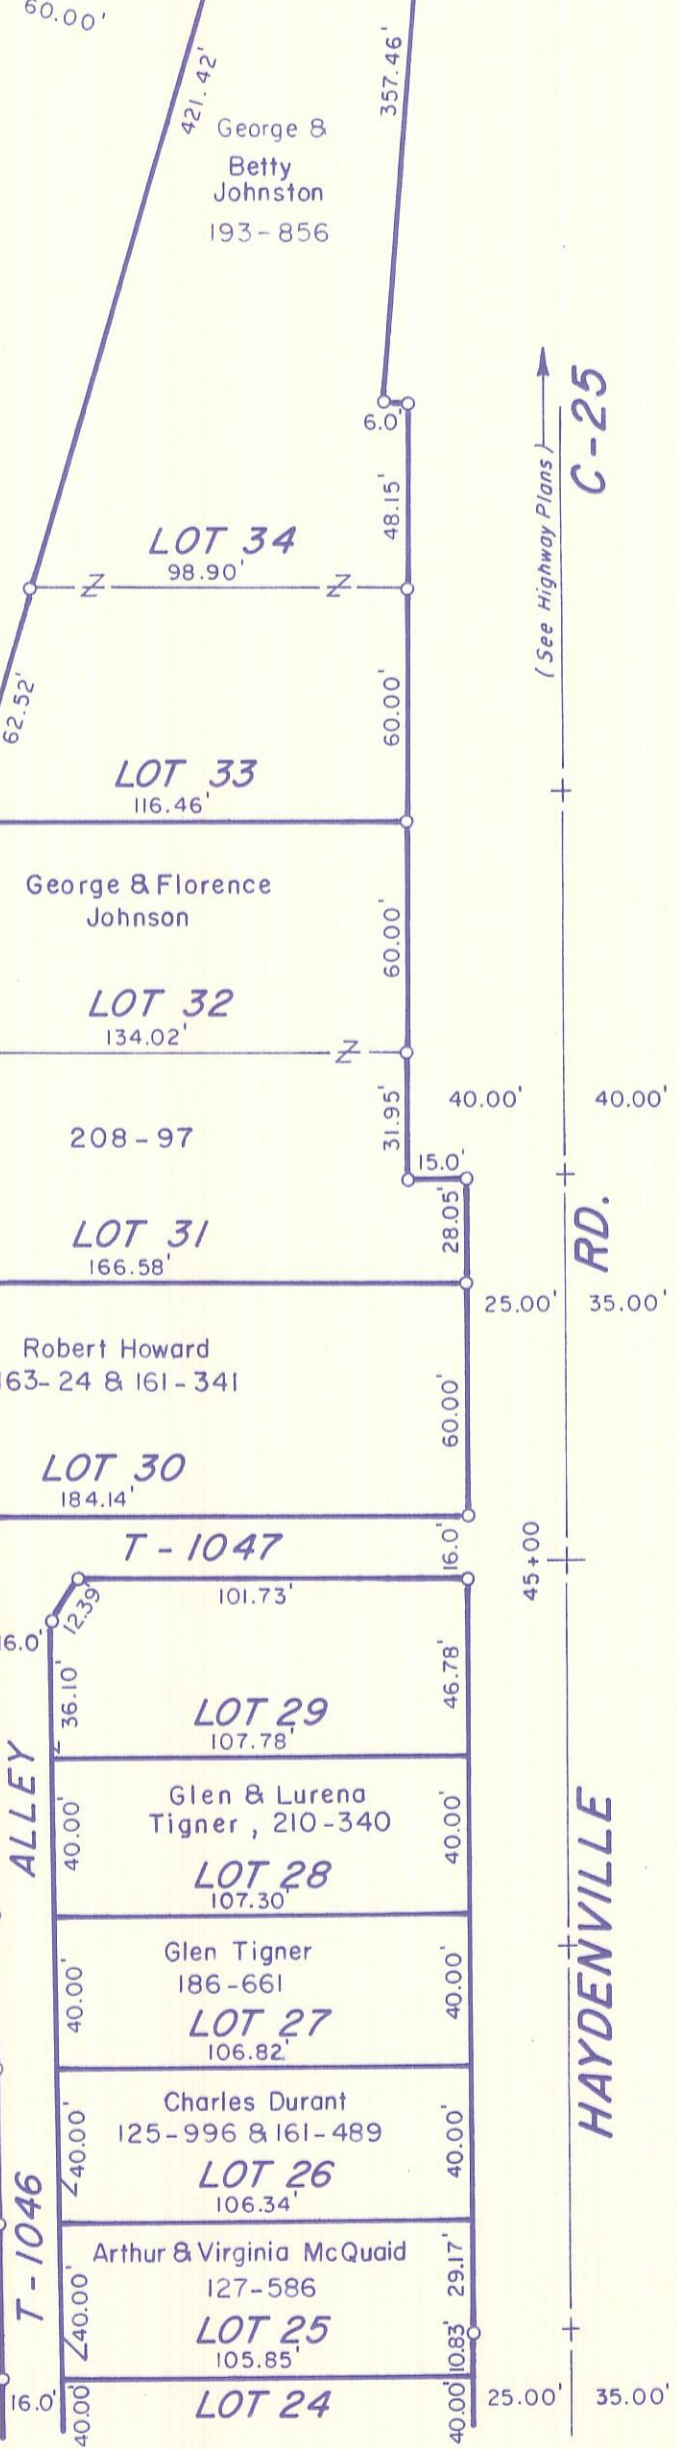 60.00'
421.42'
357.46'
George &
Betty
Johnston
193-856
6.0'
48.15'
C-25
(See Highway Plans)
LOT 34
98.90'
Z
Z
62.52'
60.00'
LOT 33
116.46'
George & Florence
Johnson
60.00'
LOT 32
134.02'
Z
31.95'
40.00' 40.00'
208-97
15.0'
28.05'
RD.
LOT 31
166.58'
25.00' 35.00'
Robert Howard
163-24 & 161-341
60.00'
LOT 30
184.14'
T-1047
16.0'
45+00
12.39'
101.73'
16.0'
36.10'
46.78'
LOT 29
107.78'
ALLEY
HAYDENVILLE
Glen & Lurena
Tigner, 210-340
40.00'
40.00'
LOT 28
107.30'
Glen Tigner
186-661
40.00'
40.00'
LOT 27
106.82'
Charles Durant
125-996 & 161-489
40.00'
40.00'
LOT 26
106.34'
T-1046
Arthur & Virginia McQuaid
127-586
40.00'
29.17'
LOT 25
105.85'
10.83'
16.0'
40.00'
LOT 24
40.00'
25.00' 35.00'